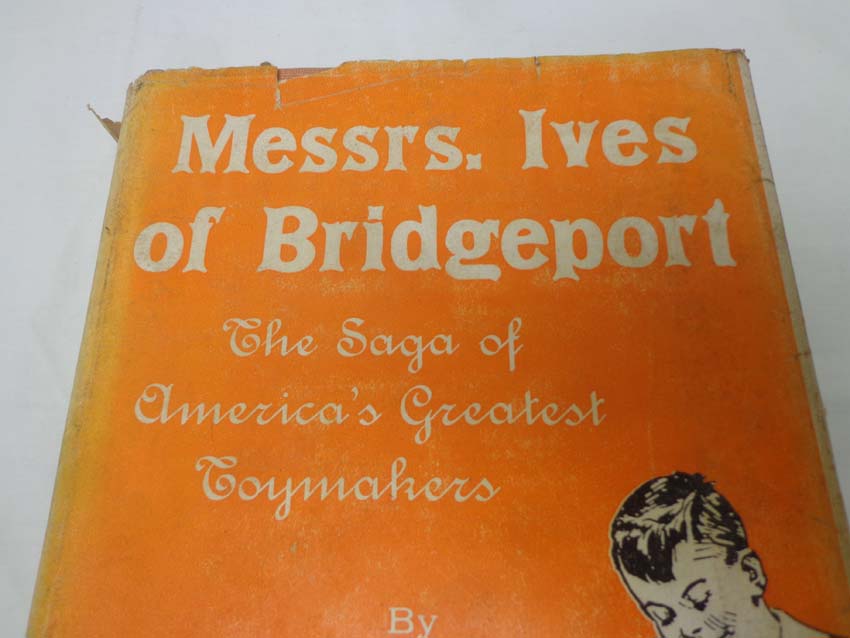 Messrs. Ives
of Bridgeport
The Saga of
America's Greatest
Toymakers
By